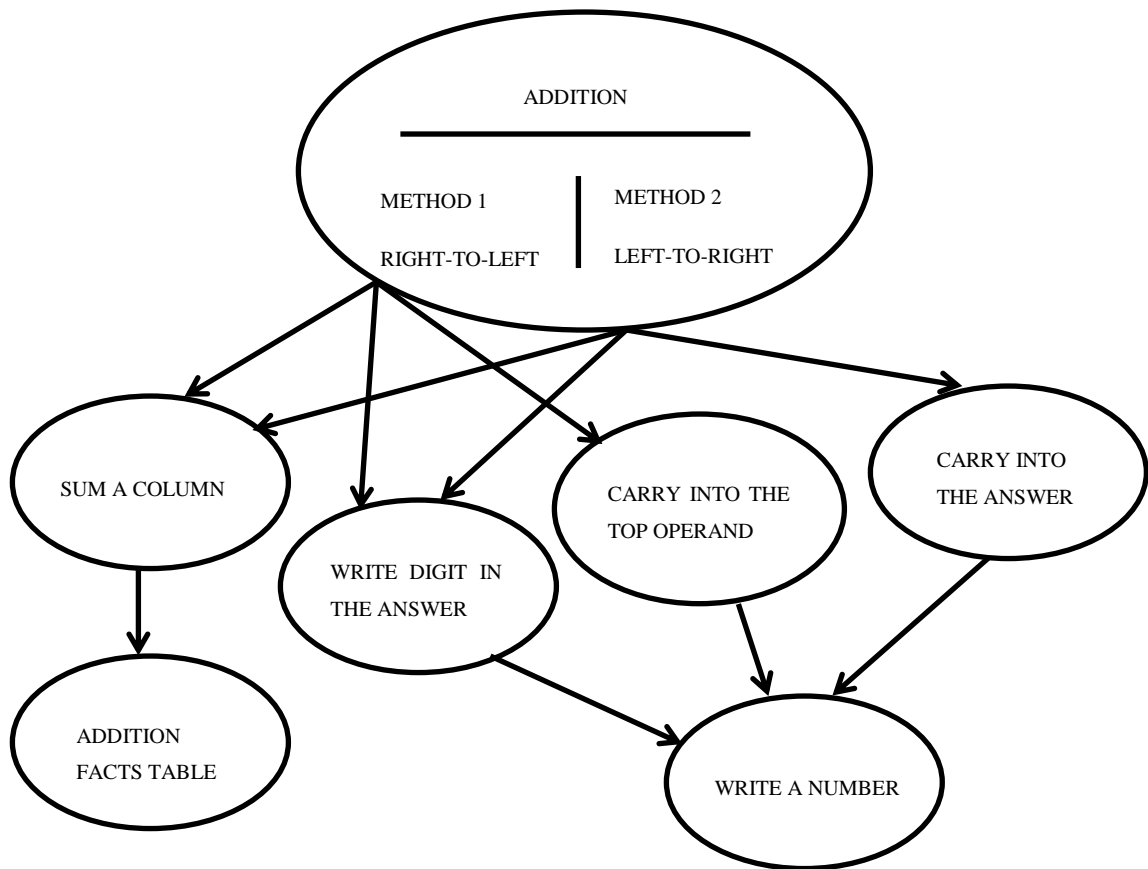 ADDITION
METHOD 1
RIGHT-TO-LEFT
METHOD 2
LEFT-TO-RIGHT
SUM A COLUMN
WRITE DIGIT IN
THE ANSWER
CARRY INTO THE
TOP OPERAND
CARRY INTO
THE ANSWER
ADDITION
FACTS TABLE
WRITE A NUMBER